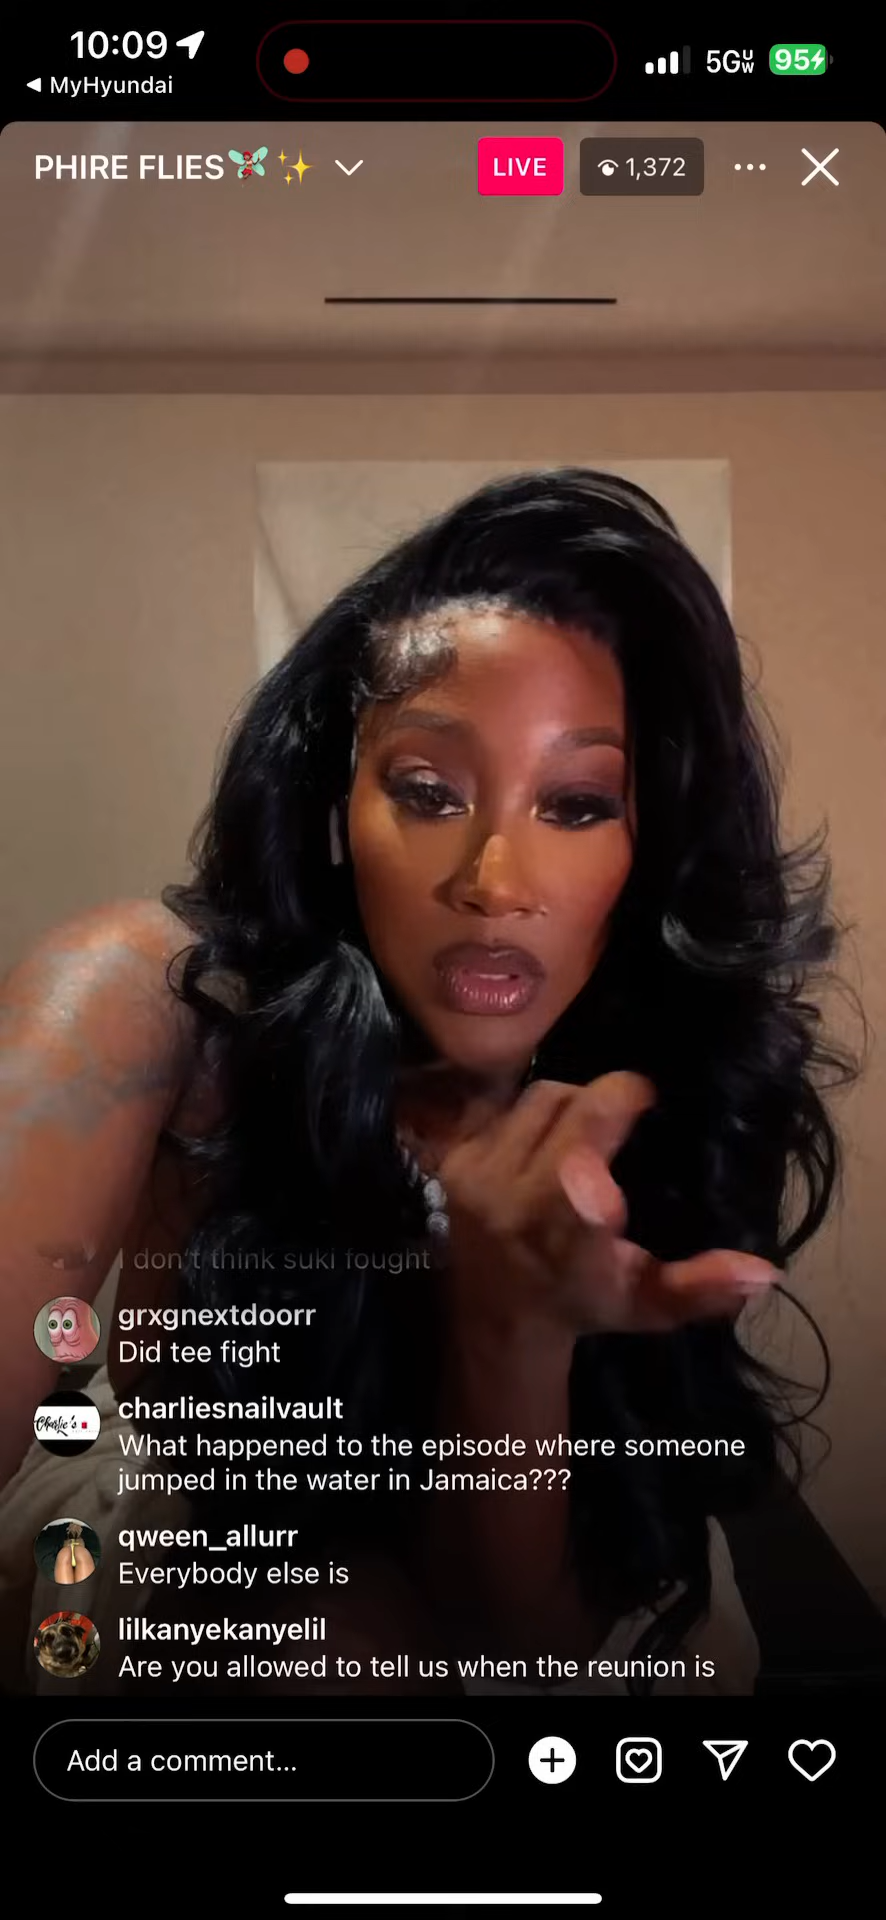 10:09
5G UW
95
MyHyundai
PHIRE FLIES🧚✨
LIVE
1,372
I don't think suki fought
grxgnextdoorr
Did tee fight
Charlie's
charliesnailvault
What happened to the episode where someone
jumped in the water in Jamaica???
qween_allurr
Everybody else is
lilkanyekanyelil
Are you allowed to tell us when the reunion is
Add a comment...